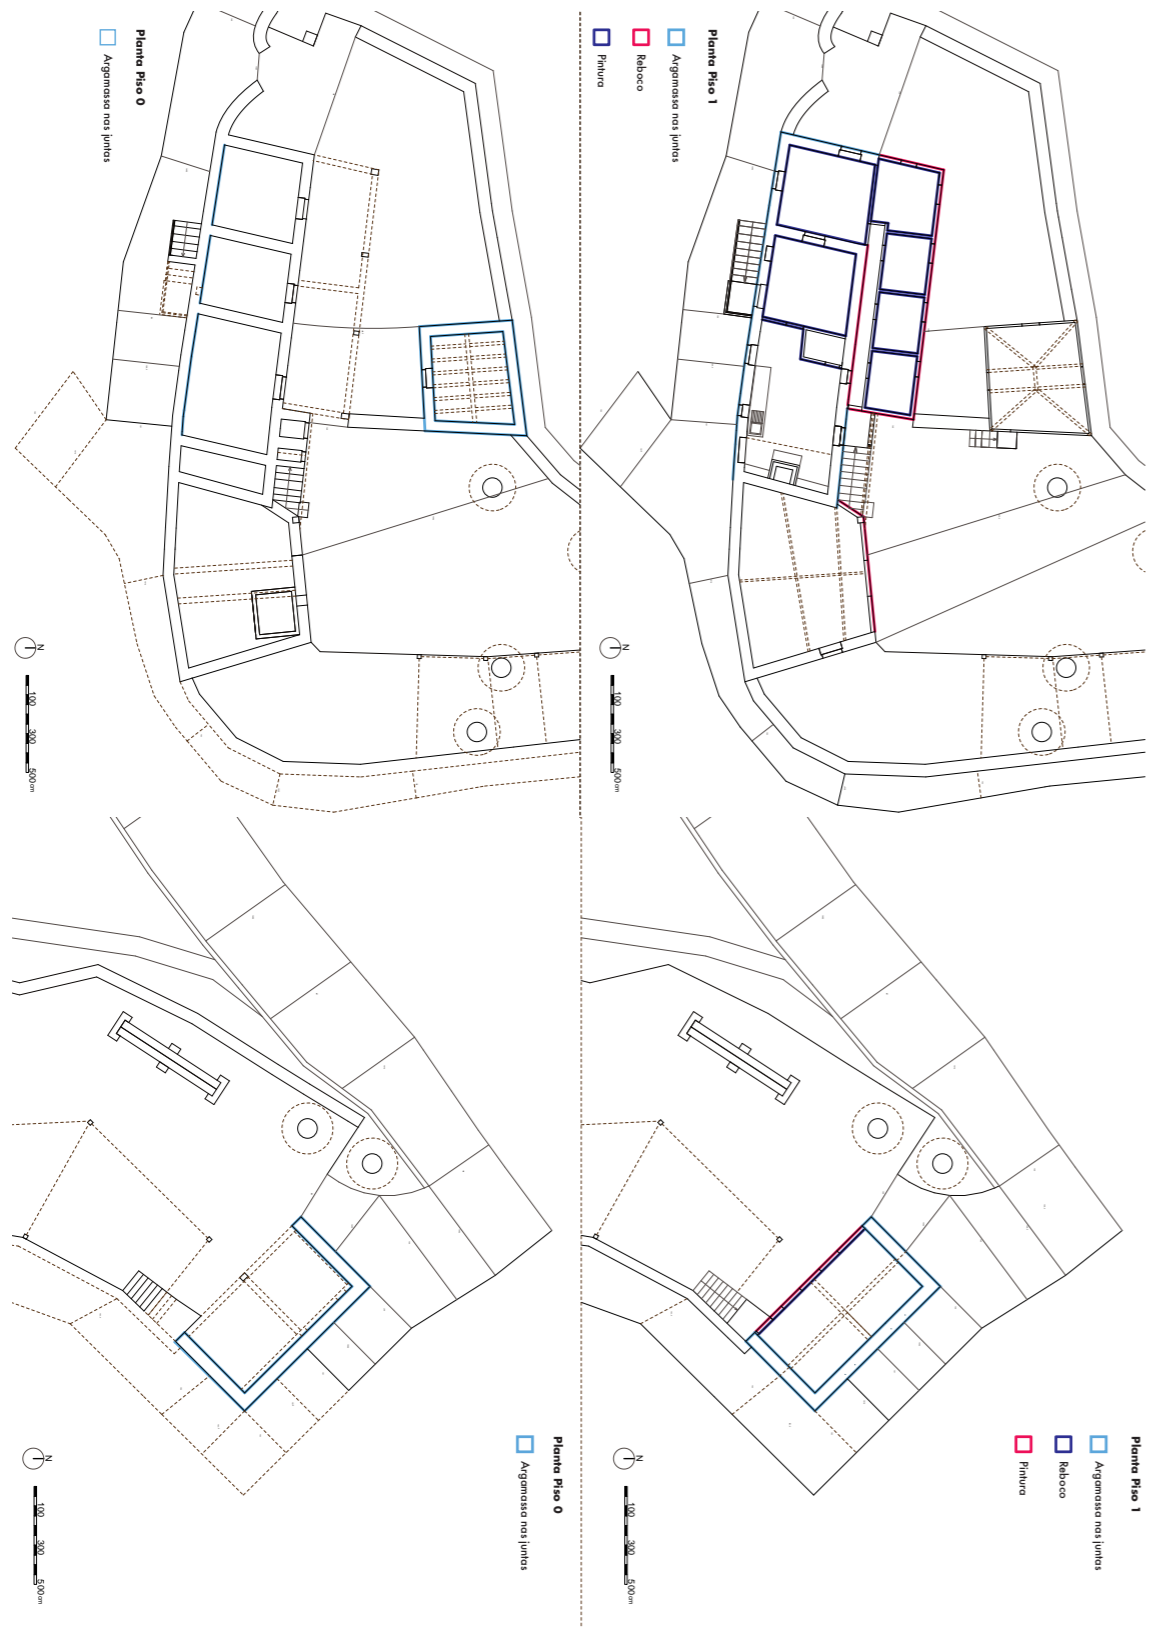 Planta Piso 0
Argamassa nas juntas
N
100
300
500cm
Planta Piso 1
Argamassa nas juntas
Reboco
Pintura
N
100
300
500cm
Planta Piso 0
Argamassa nas juntas
N
100
300
500cm
Planta Piso 1
Argamassa nas juntas
Reboco
Pintura
N
100
300
500cm